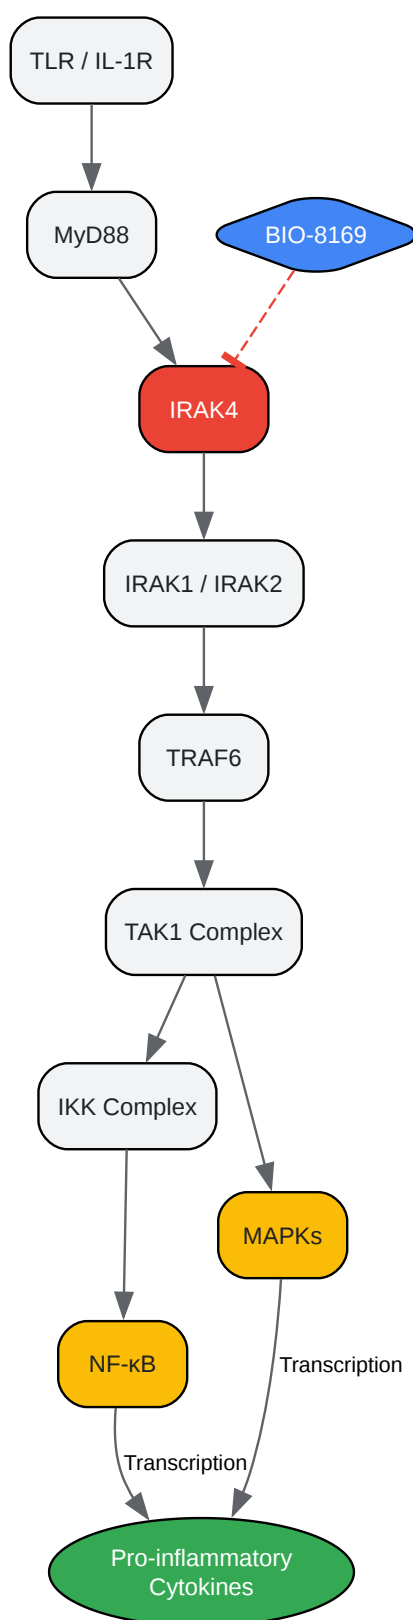 TLR / IL-1R
MyD88
BIO-8169
IRAK4
IRAK1 / IRAK2
TRAF6
TAK1 Complex
IKK Complex
MAPKs
NF-κB
Transcription
Transcription
Pro-inflammatory
Cytokines